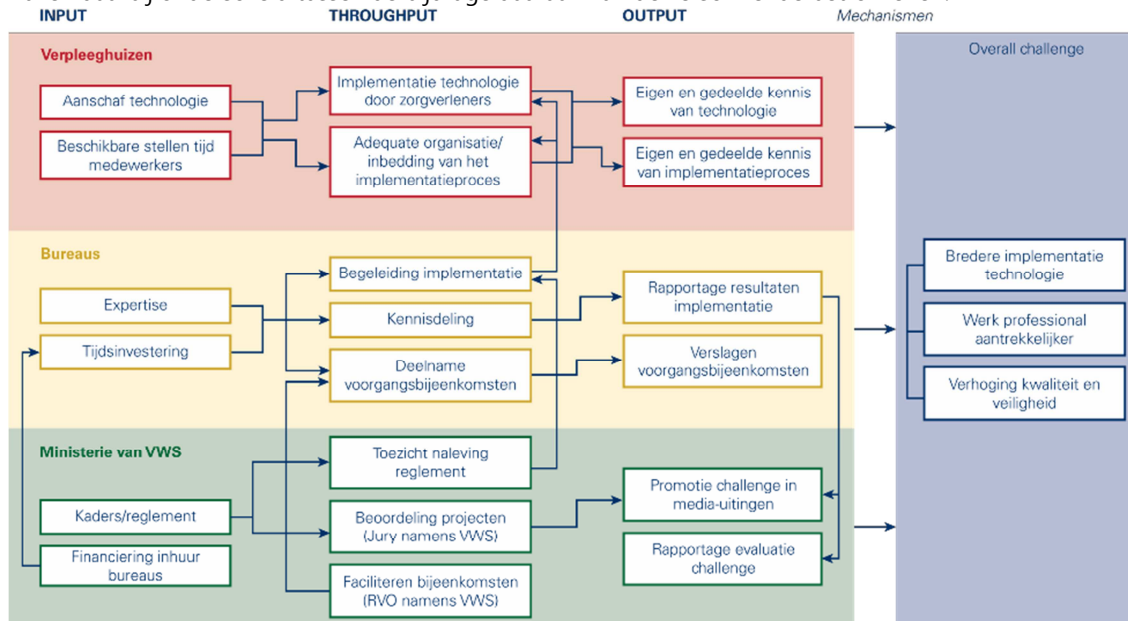 INPUT
THROUGHPUT
OUTPUT
Mechanismen
Verpleeghuizen
Aanschaf technologie
Beschikbare stellen tijd
medewerkers
Implementatie technologie
door zorgverleners
Adequate organisatie/
inbedding van het
implementatieproces
Eigen en gedeelde kennis
van technologie
Eigen en gedeelde kennis
van implementatieproces
Overall challenge
Bureaus
Expertise
Tijdsinvestering
Begeleiding implementatie
Kennisdeling
Deelname
voorgangsbijeenkomsten
Rapportage resultaten
implementatie
Verslagen
voorgangsbijeenkomsten
Bredere implementatie
technologie
Werk professional
aantrekkelijker
Verhoging kwaliteit en
veiligheid
Ministerie van VWS
Kaders/reglement
Financiering inhuur
bureaus
Toezicht naleving
reglement
Beoordeling projecten
(Jury namens VWS)
Faciliteren bijeenkomsten
(RVO namens VWS)
Promotie challenge in
media-uitingen
Rapportage evaluatie
challenge